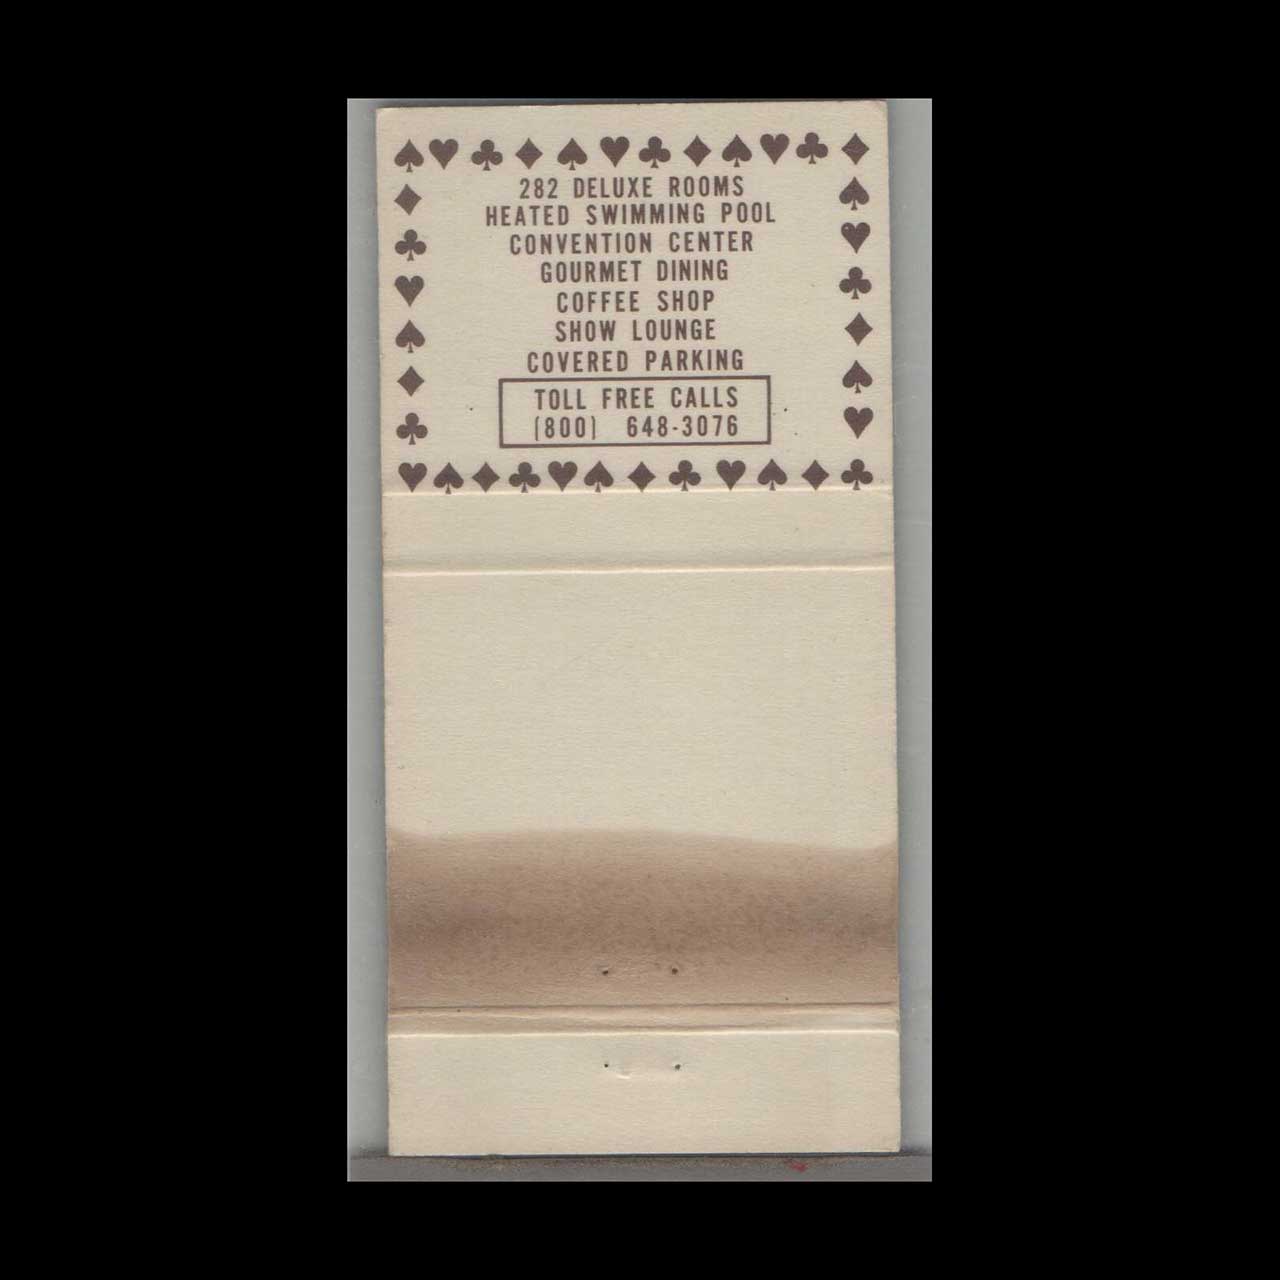 282 DELUXE ROOMS
HEATED SWIMMING POOL
CONVENTION CENTER
GOURMET DINING
COFFEE SHOP
SHOW LOUNGE
COVERED PARKING
TOLL FREE CALLS
(800) 648-3076